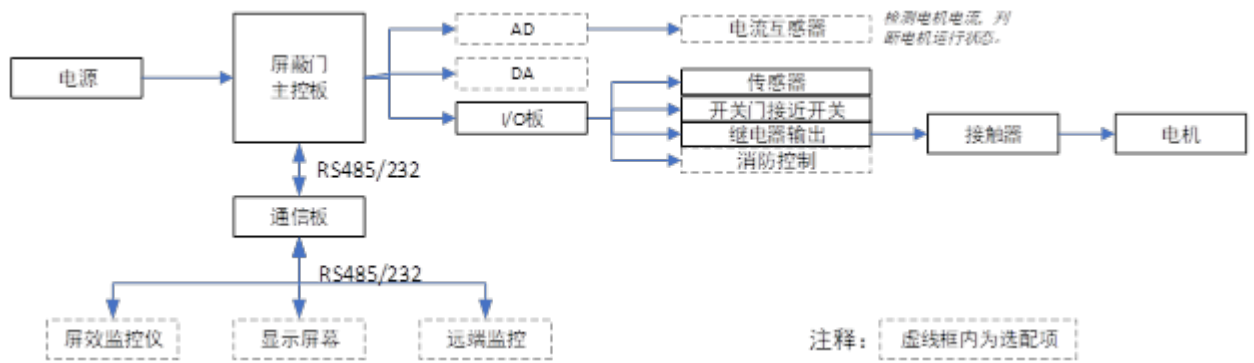 AD
电流互感器
检测电机电流，判
断电机运行状态。
电源
屏蔽门
主控板
DA
传感器
I/O板
开关门接近开关
继电器输出
接触器
电机
消防控制
RS485/232
通信板
RS485/232
屏效监控仪
显示屏幕
远端监控
注释：
虚线框内为选配项